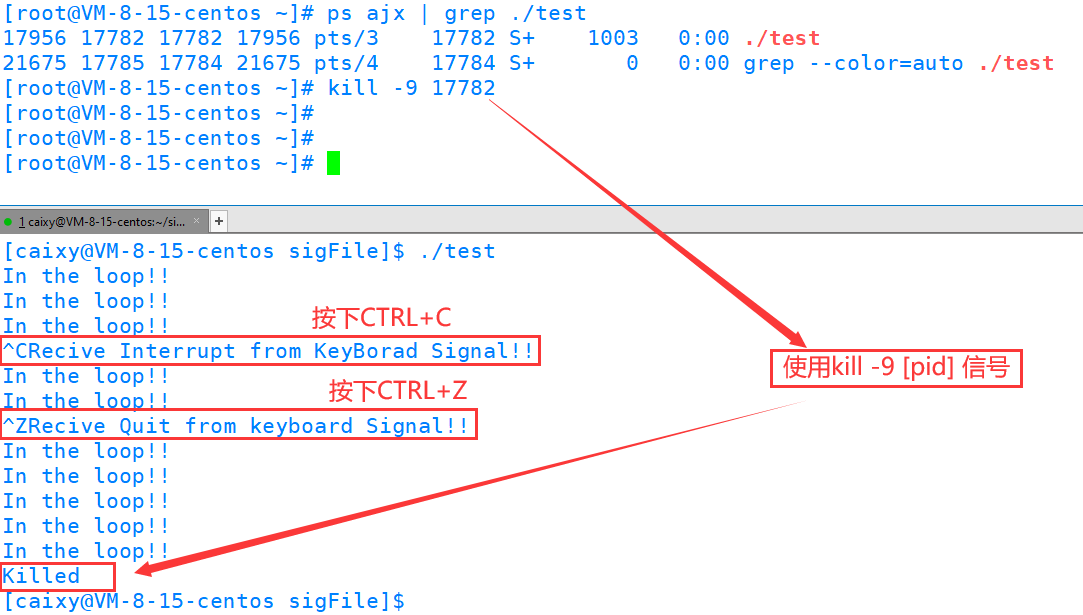 [root@VM-8-15-centos ~]# ps ajx | grep ./test
17956 17782 17782 17956 pts/3    17782 S+    1003   0:00 ./test
21675 17785 17784 21675 pts/4    17784 S+       0   0:00 grep --color=auto ./test
[root@VM-8-15-centos ~]# kill -9 17782
[root@VM-8-15-centos ~]#
[root@VM-8-15-centos ~]#
[root@VM-8-15-centos ~]#
1 caixy@VM-8-15-centos:~/si... × +
[caixy@VM-8-15-centos sigFile]$ ./test
In the loop!!
In the loop!!
In the loop!!
按下CTRL+C
^CRecive Interrupt from KeyBorad Signal!!
使用kill -9 [pid] 信号
In the loop!!
按下CTRL+Z
In the loop!!
^ZRecive Quit from keyboard Signal!!
In the loop!!
In the loop!!
In the loop!!
In the loop!!
In the loop!!
Killed
[caixy@VM-8-15-centos sigFile]$